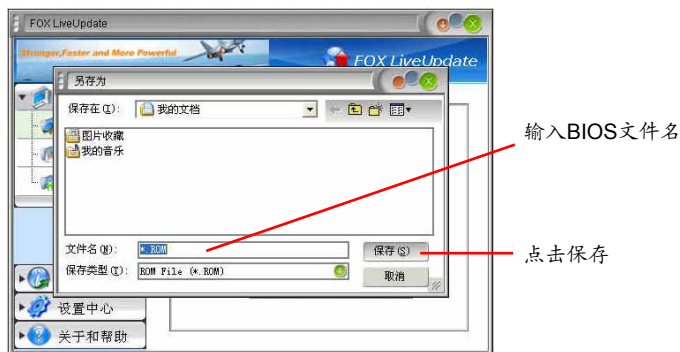 FOX LiveUpdate
Stronger,Faster and More Powerful
FOX LiveUpdate
另存为
保存在(I):
我的文档
图片收藏
我的音乐
输入BIOS文件名
文件名(N):
*.ROM
保存(S)
点击保存
保存类型(T):
ROM File (*.ROM)
取消
设置中心
关于和帮助